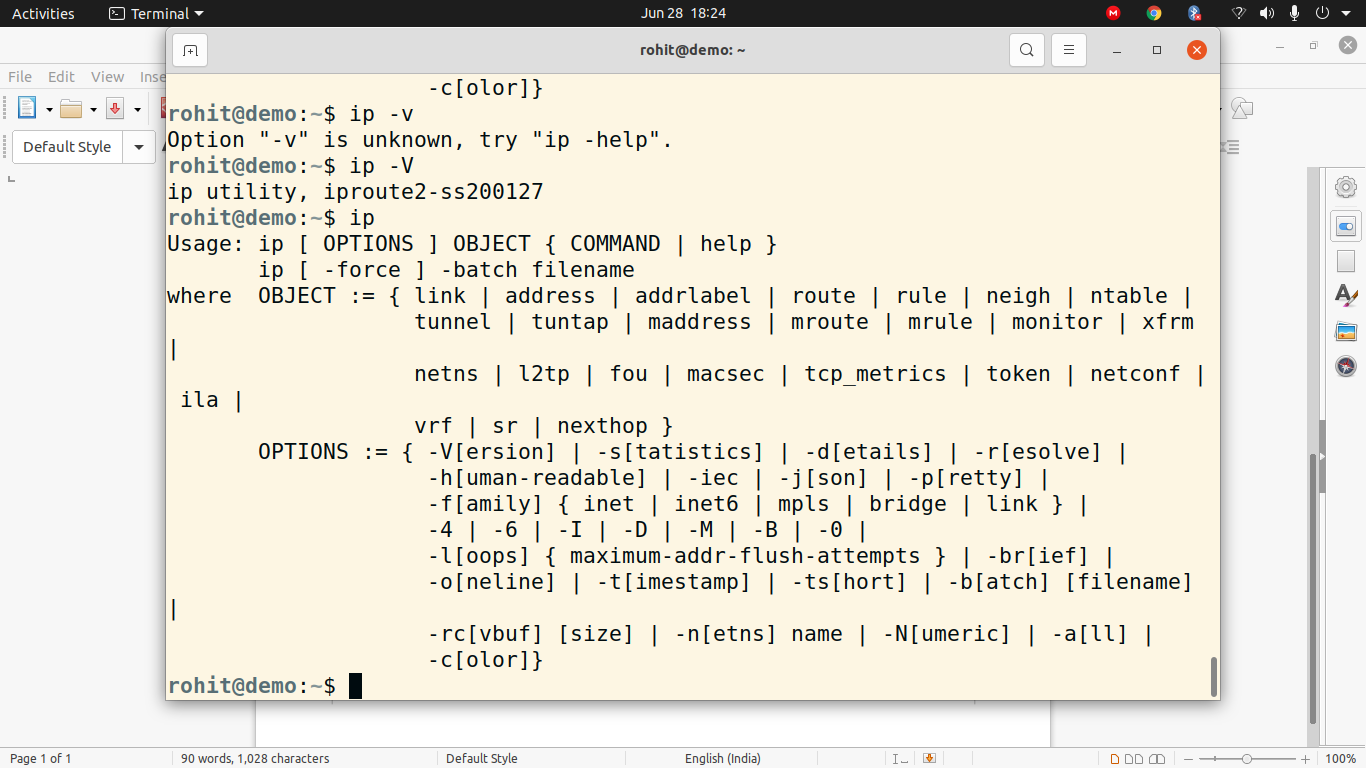 Activities Terminal Jun 28 18:24
rohit@demo: ~
File Edit View Inse
Default Style
-c[olor]}
rohit@demo:~$ ip -v
Option "-v" is unknown, try "ip -help".
rohit@demo:~$ ip -V
ip utility, iproute2-ss200127
rohit@demo:~$ ip
Usage: ip [ OPTIONS ] OBJECT { COMMAND | help }
ip [ -force ] -batch filename
where OBJECT := { link | address | addrlabel | route | rule | neigh | ntable |
tunnel | tuntap | maddress | mroute | mrule | monitor | xfrm
|
netns | l2tp | fou | macsec | tcp_metrics | token | netconf |
ila |
vrf | sr | nexthop }
OPTIONS := { -V[ersion] | -s[tatistics] | -d[etails] | -r[esolve] |
-h[uman-readable] | -iec | -j[son] | -p[retty] |
-f[amily] { inet | inet6 | mpls | bridge | link } |
-4 | -6 | -I | -D | -M | -B | -0 |
-l[oops] { maximum-addr-flush-attempts } | -br[ief] |
-o[neline] | -t[imestamp] | -ts[hort] | -b[atch] [filename]
|
-rc[vbuf] [size] | -n[etns] name | -N[umeric] | -a[ll] |
-c[olor]}
rohit@demo:~$
Page 1 of 1 90 words, 1,028 characters Default Style English (India) 100%